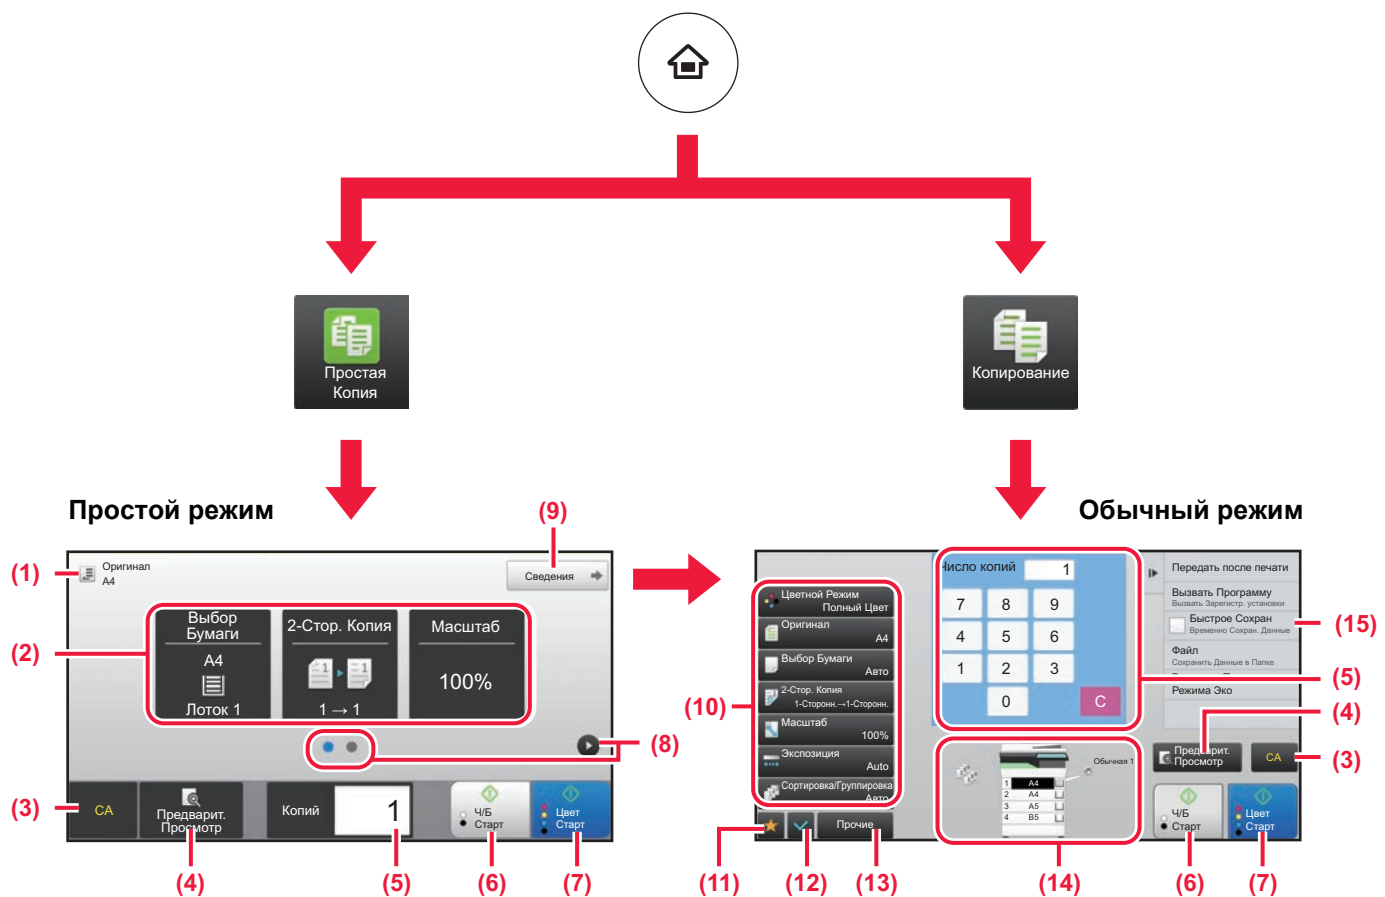 Простая
Копия
Копирование
Простой режим
Обычный режим
(9)
(1)
Оригинал
A4
Сведения
(2)
Выбор
Бумаги
A4
Лоток 1
2-Стор. Копия
1
1
1 → 1
Масштаб
100%
(8)
(3)
CA
Предварит.
Просмотр
Копий
1
Ч/Б
Старт
Цвет
Старт
(4)
(5)
(6)
(7)
(10)
Цветной Режим
Полный Цвет
Оригинал
A4
Выбор Бумаги
Авто
2-Стор. Копия
1-Сторонн.→1-Сторонн.
Масштаб
100%
Экспозиция
Auto
Сортировка/Группировка
Авто
Прочие
Число копий
1
7 8 9
4 5 6
1 2 3
0
C
Обычная 1
1 A4
2 A4
3 A5
4 B5
Передать после печати
Вызвать Программу
Вызвать Зарегистр. установки
Быстрое Сохран
Временно Сохран. Данные
Файл
Сохранить Данные в Папке
Режима Эко
Предварит.
Просмотр
CA
Ч/Б
Старт
Цвет
Старт
(15)
(5)
(4)
(3)
(11)
(12)
(13)
(14)
(6)
(7)